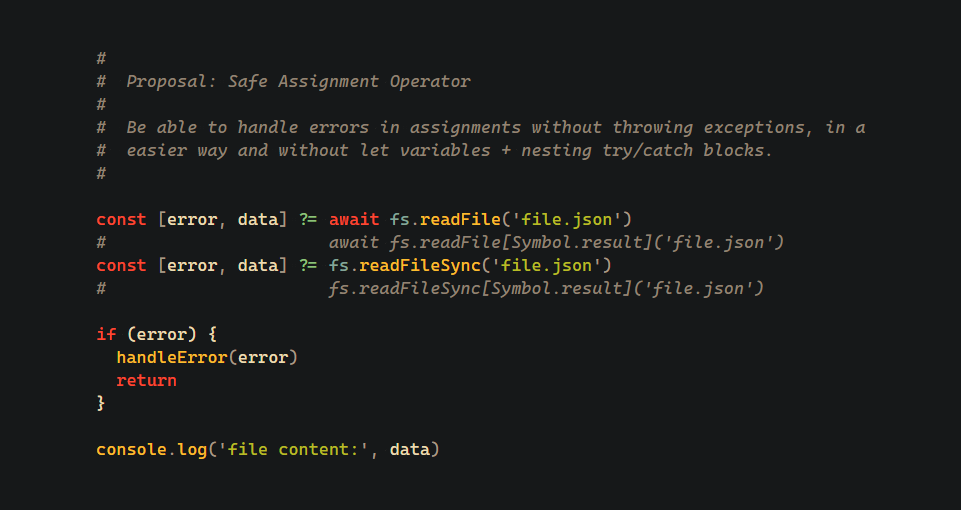 #
#  Proposal: Safe Assignment Operator
#
#  Be able to handle errors in assignments without throwing exceptions, in a
#  easier way and without let variables + nesting try/catch blocks.
#
const [error, data] ?= await fs.readFile('file.json')
#                      await fs.readFile[Symbol.result]('file.json')
const [error, data] ?= fs.readFileSync('file.json')
#                      fs.readFileSync[Symbol.result]('file.json')
if (error) {
  handleError(error)
  return
}
console.log('file content:', data)